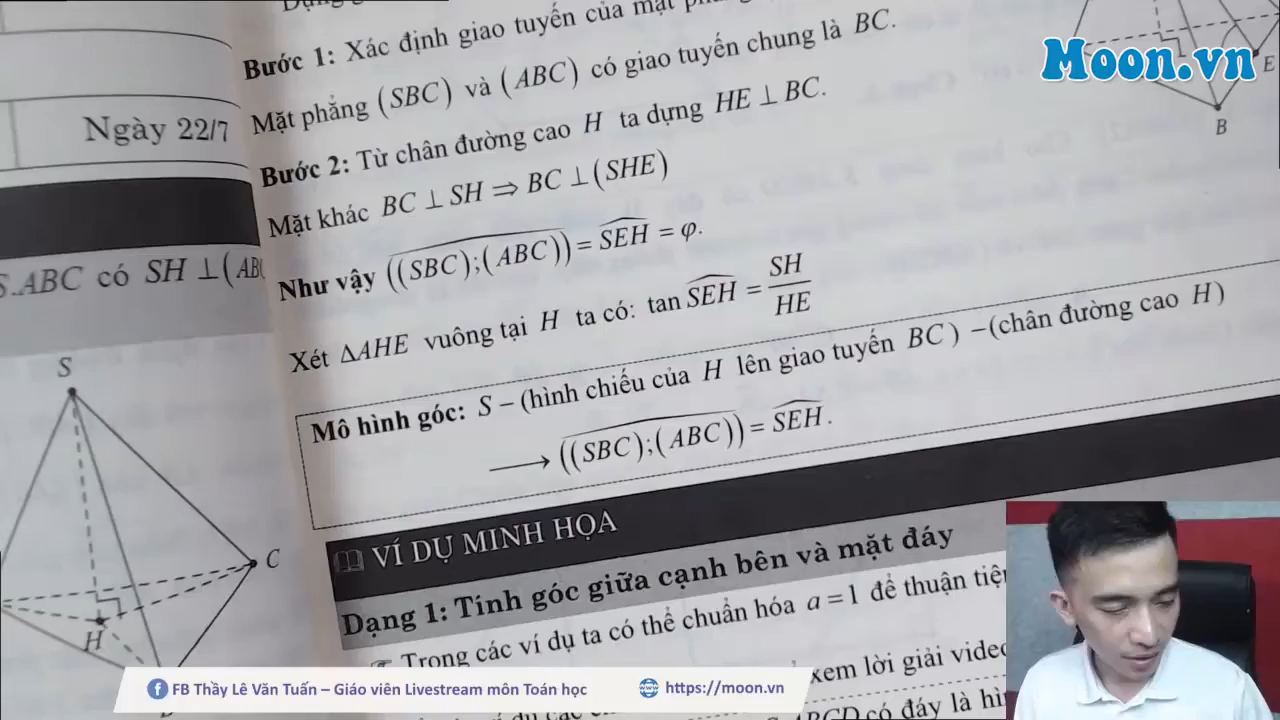 Bước 1: Xác định giao tuyến của mặt
Mặt phẳng (SBC) và (ABC) có giao tuyến chung là BC.
Bước 2: Từ chân đường cao H ta dựng HE ⊥ BC.
Mặt khác BC ⊥ SH ⇒ BC ⊥ (SHE)
Như vậy ((SBC);(ABC)) = SEH = φ.
Xét ΔAHE vuông tại H ta có: tan SEH = SH/HE
Mô hình góc: S – (hình chiếu của H lên giao tuyến BC) – (chân đường cao H)
⟶ ((SBC);(ABC)) = SEH.
VÍ DỤ MINH HỌA
Dạng 1: Tính góc giữa cạnh bên và mặt đáy
Trong các ví dụ ta có thể chuẩn hóa a = 1 để thuận
xem lời giải video
có đáy là
Ngày 22/7
S.ABC có SH ⊥
S
C
H
E
B
Moon.vn
FB Thầy Lê Văn Tuấn – Giáo viên Livestream môn Toán học
https://moon.vn